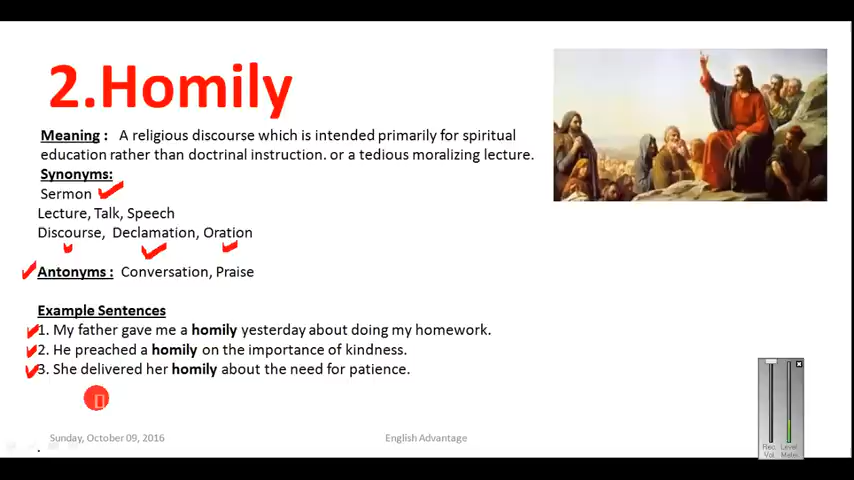 2.Homily
Meaning : A religious discourse which is intended primarily for spiritual
education rather than doctrinal instruction. or a tedious moralizing lecture.
Synonyms:
Sermon
Lecture, Talk, Speech
Discourse, Declamation, Oration
Antonyms : Conversation, Praise
Example Sentences
1. My father gave me a homily yesterday about doing my homework.
2. He preached a homily on the importance of kindness.
3. She delivered her homily about the need for patience.
Sunday, October 09, 2016
English Advantage
Rec. Level
Vol